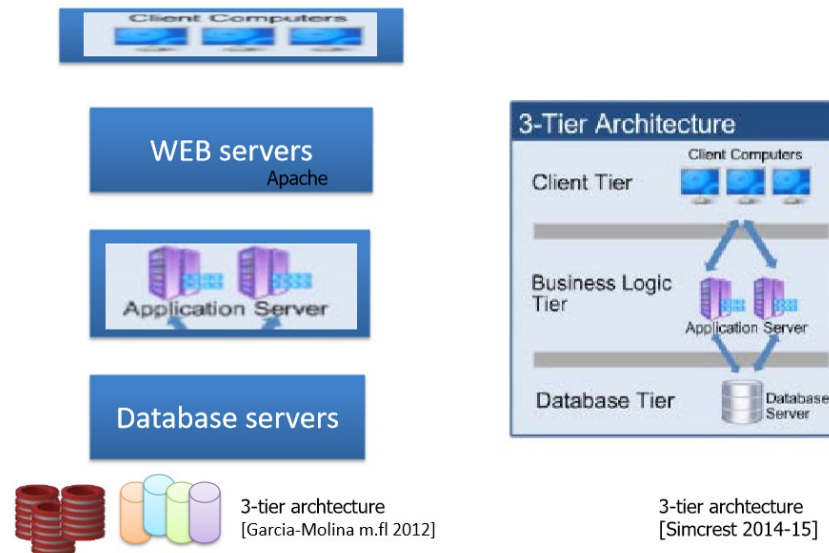 Client Computers
WEB servers
Apache
Application Server
Database servers
3-tier archtecture
[Garcia-Molina m.fl 2012]
3-Tier Architecture
Client Computers
Client Tier
Business Logic
Tier
Application Server
Database Tier
Database
Server
3-tier archtecture
[Simcrest 2014-15]